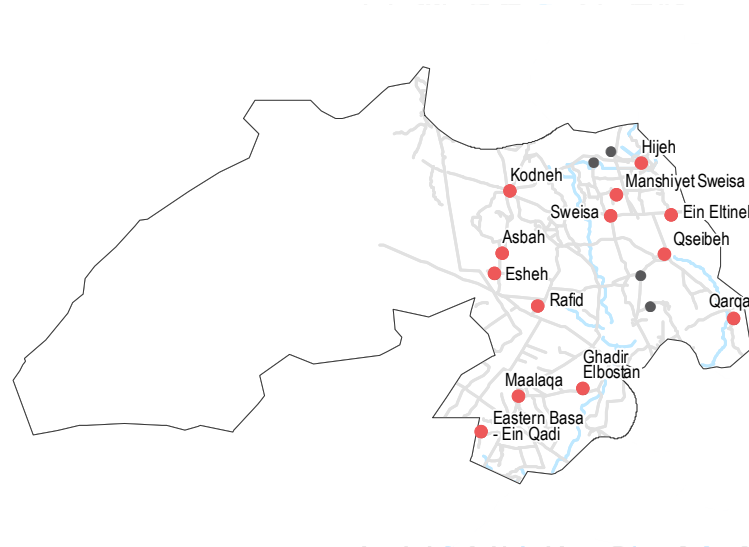 Hijeh
Kodneh
Manshiyet Sweisa
Sweisa
Ein Eltineh
Asbah
Qseibeh
Esheh
Rafid
Qarqa
Ghadir
Elbostan
Maalaqa
Eastern Basa
- Ein Qadi